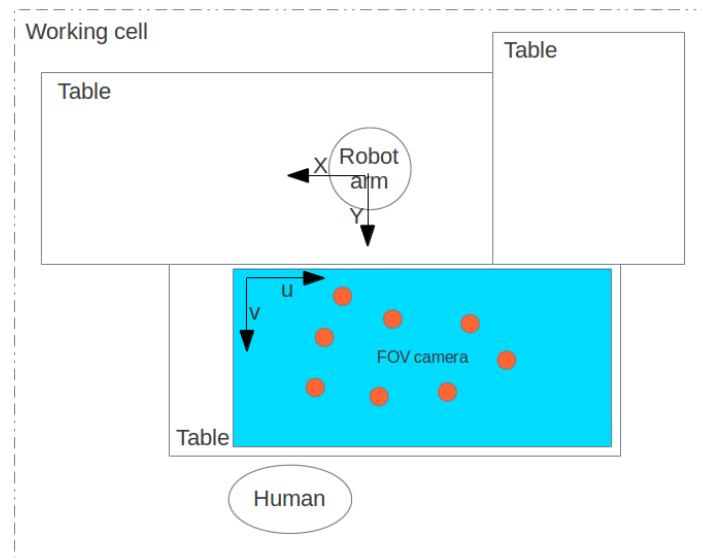 Working cell
Table
Table
Robot
arm
X
Y
u
v
FOV camera
Table
Human